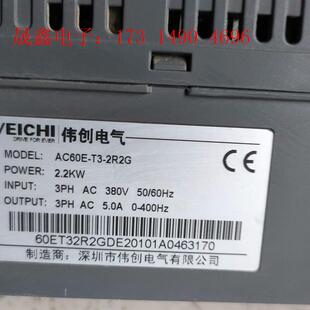 晟鑫电子：173 1490 4696
VEICHI 伟创电气
DRIVE FOR EVER
MODEL: AC60E-T3-2R2G
POWER: 2.2KW
INPUT: 3PH AC 380V 50/60Hz
OUTPUT: 3PH AC 5.0A 0-400Hz
CE
60ET32R2GDE20101A0463170
制造商：深圳市伟创电气有限公司